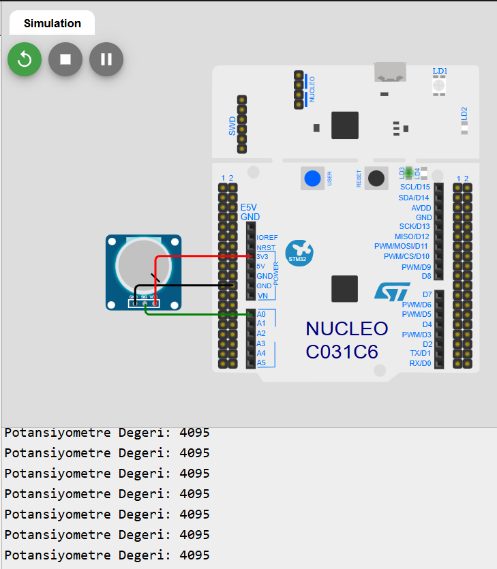 Simulation
NUCLEO
SWD
LD1
LD2
USER
RESET
LD3
LD4
1 2
1 2
E5V
GND
IOREF
NRST
3V3
5V
GND
GND
VIN
POWER
A0
A1
A2
A3
A4
A5
STM32
SCL/D15
SDA/D14
AVDD
GND
SCK/D13
MISO/D12
PWM/MOSI/D11
PWM/CS/D10
PWM/D9
D8
D7
PWM/D6
PWM/D5
D4
PWM/D3
D2
TX/D1
RX/D0
NUCLEO
C031C6
Potansiyometre Degeri: 4095
Potansiyometre Degeri: 4095
Potansiyometre Degeri: 4095
Potansiyometre Degeri: 4095
Potansiyometre Degeri: 4095
Potansiyometre Degeri: 4095
Potansiyometre Degeri: 4095